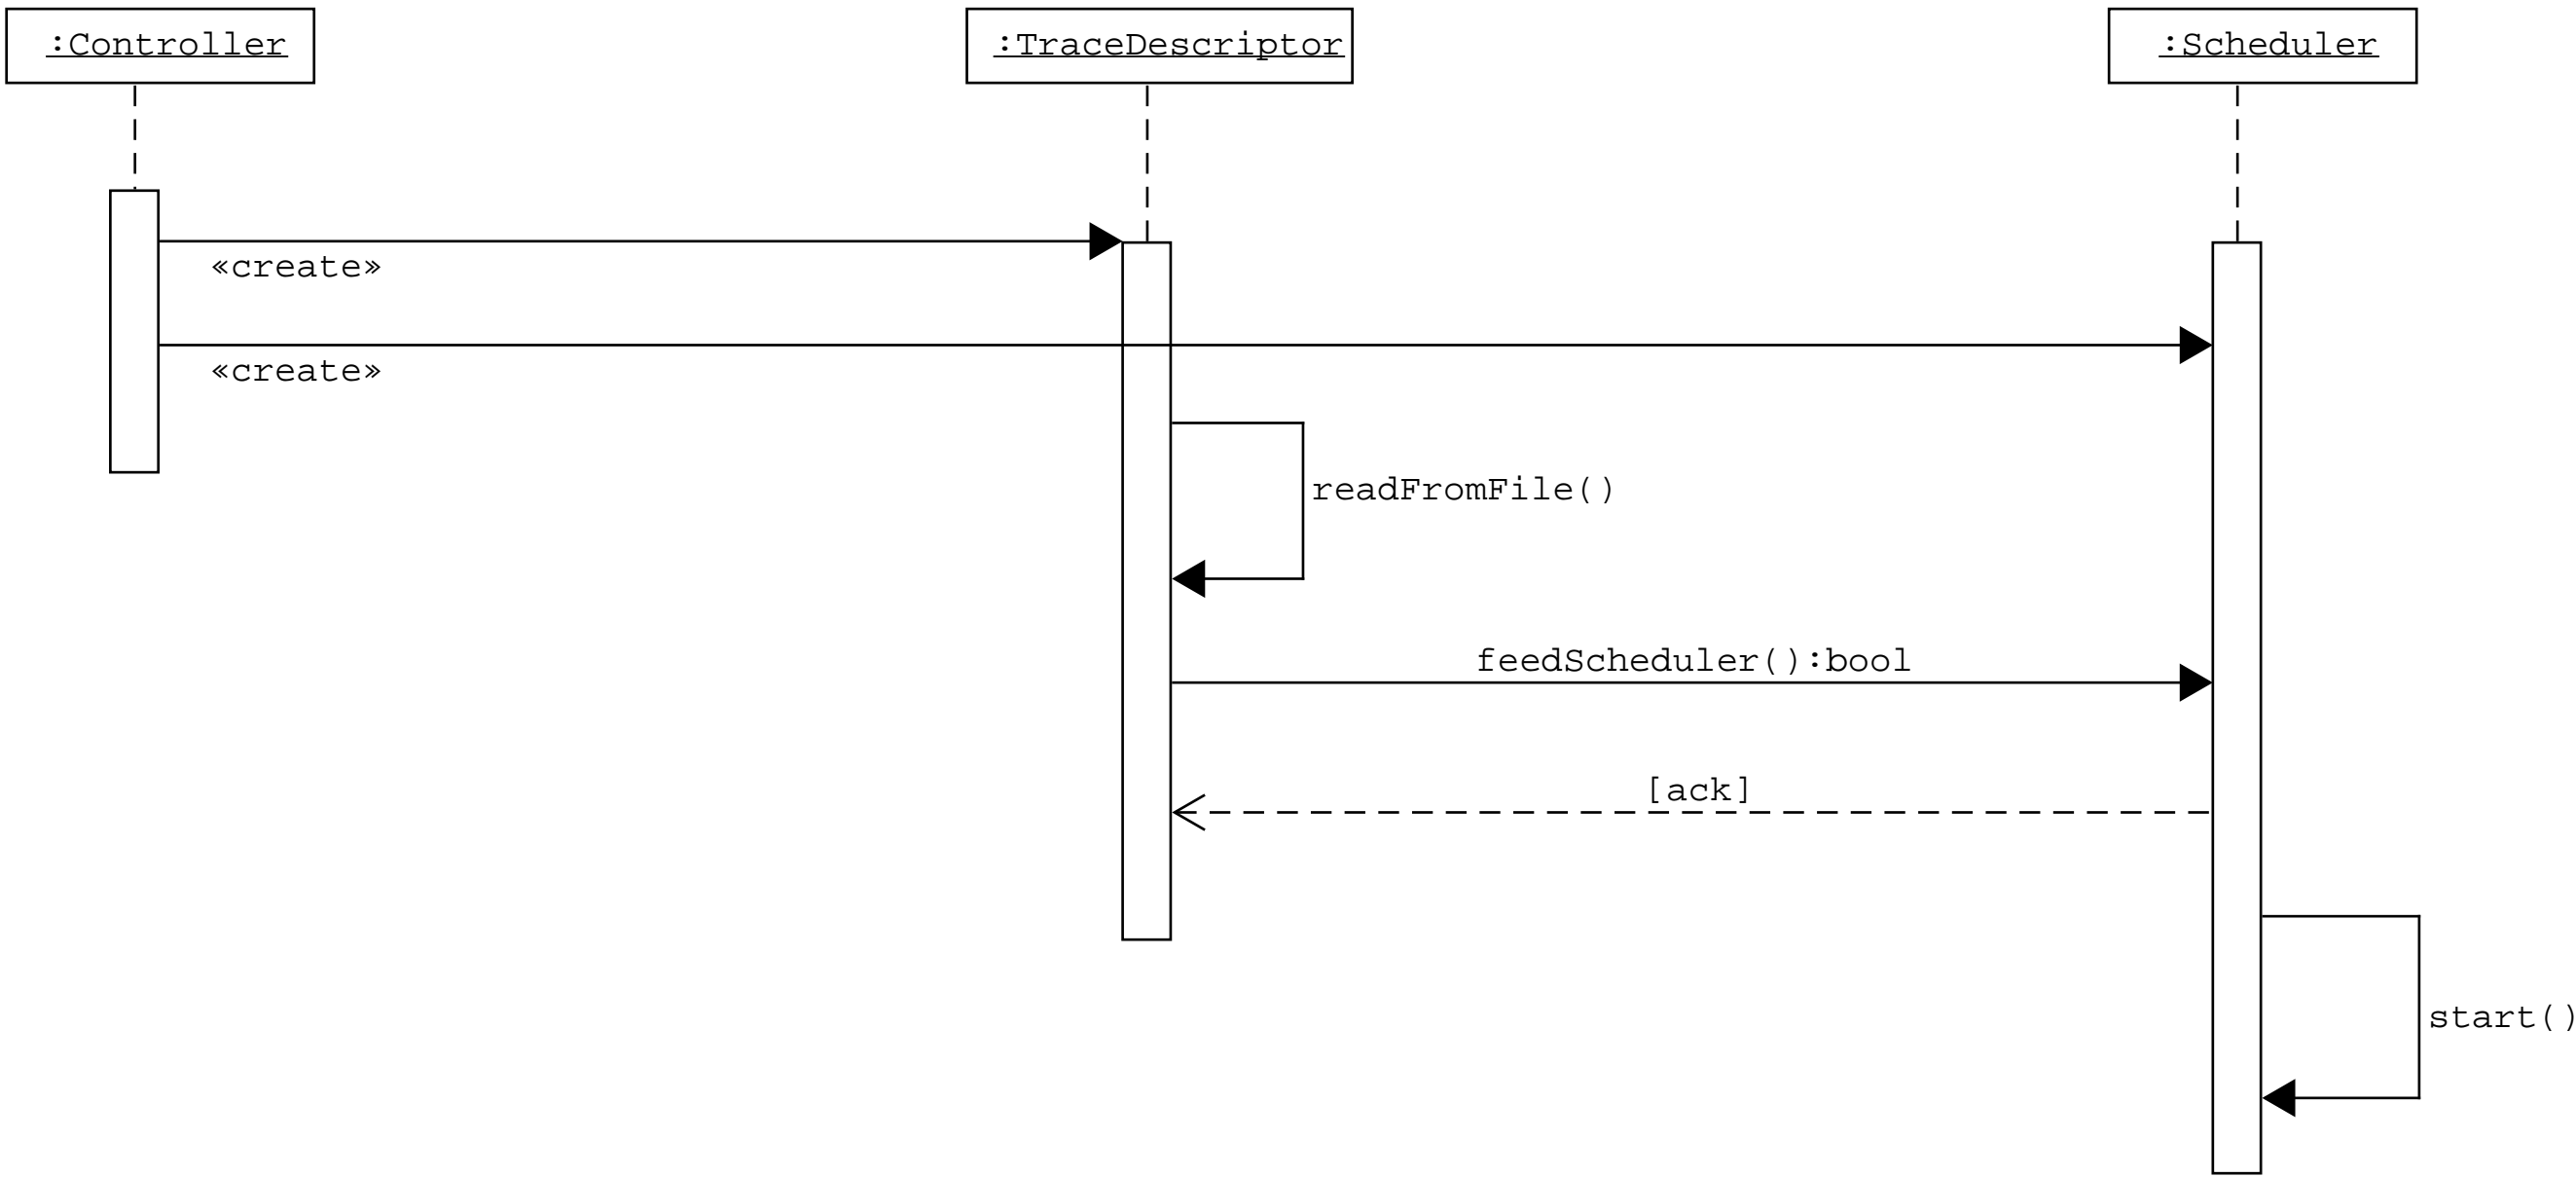 :Controller
:TraceDescriptor
:Scheduler
«create»
«create»
readFromFile()
feedScheduler():bool
[ack]
start()